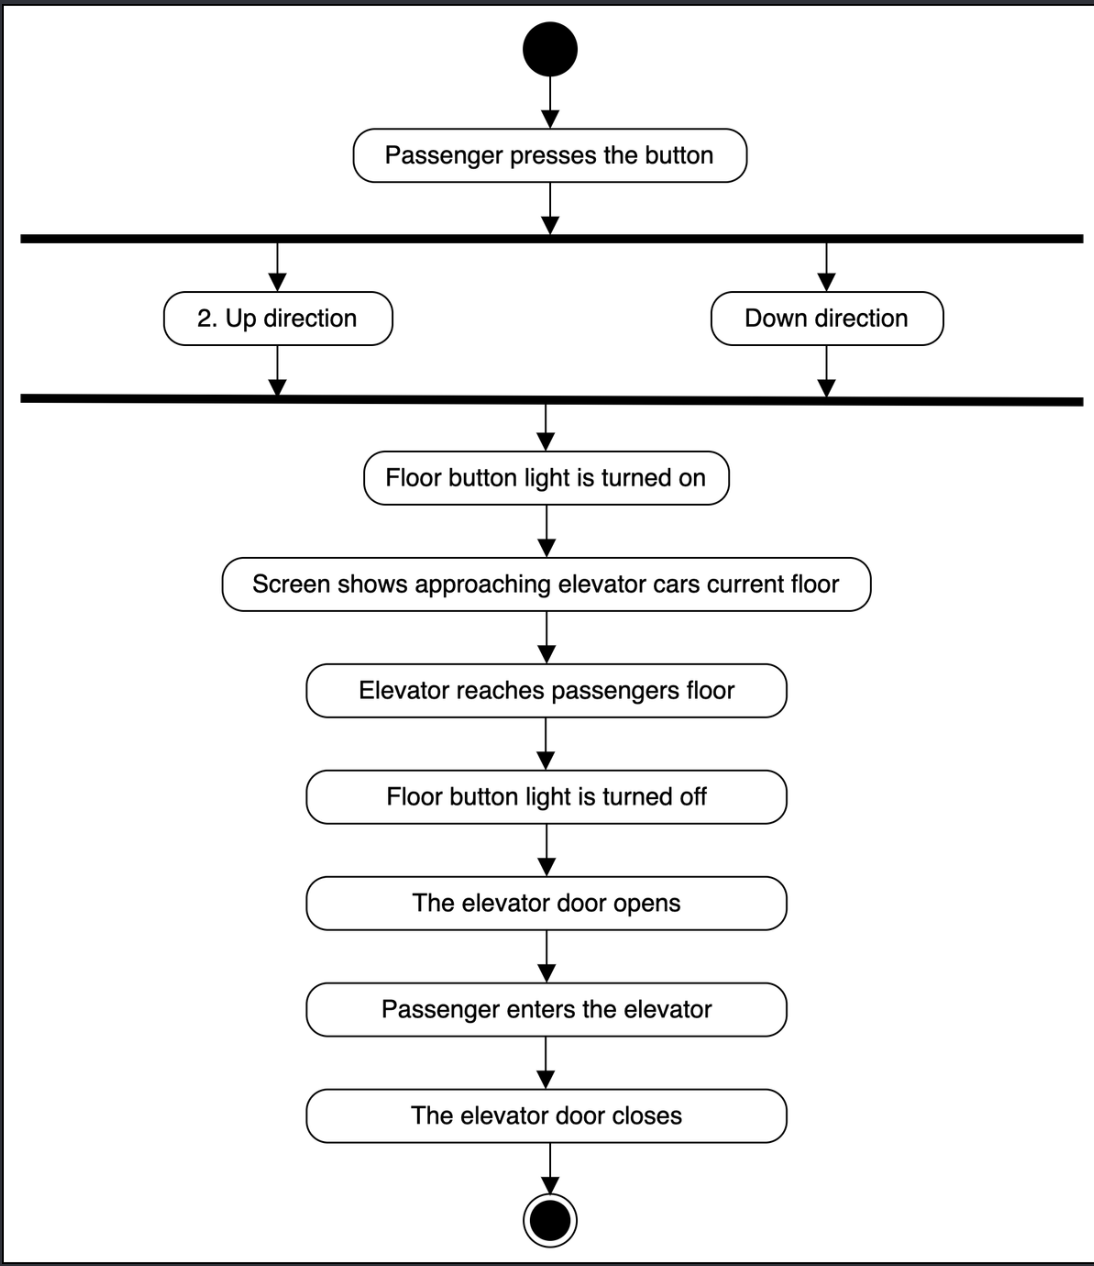 Passenger presses the button
2. Up direction
Down direction
Floor button light is turned on
Screen shows approaching elevator cars current floor
Elevator reaches passengers floor
Floor button light is turned off
The elevator door opens
Passenger enters the elevator
The elevator door closes